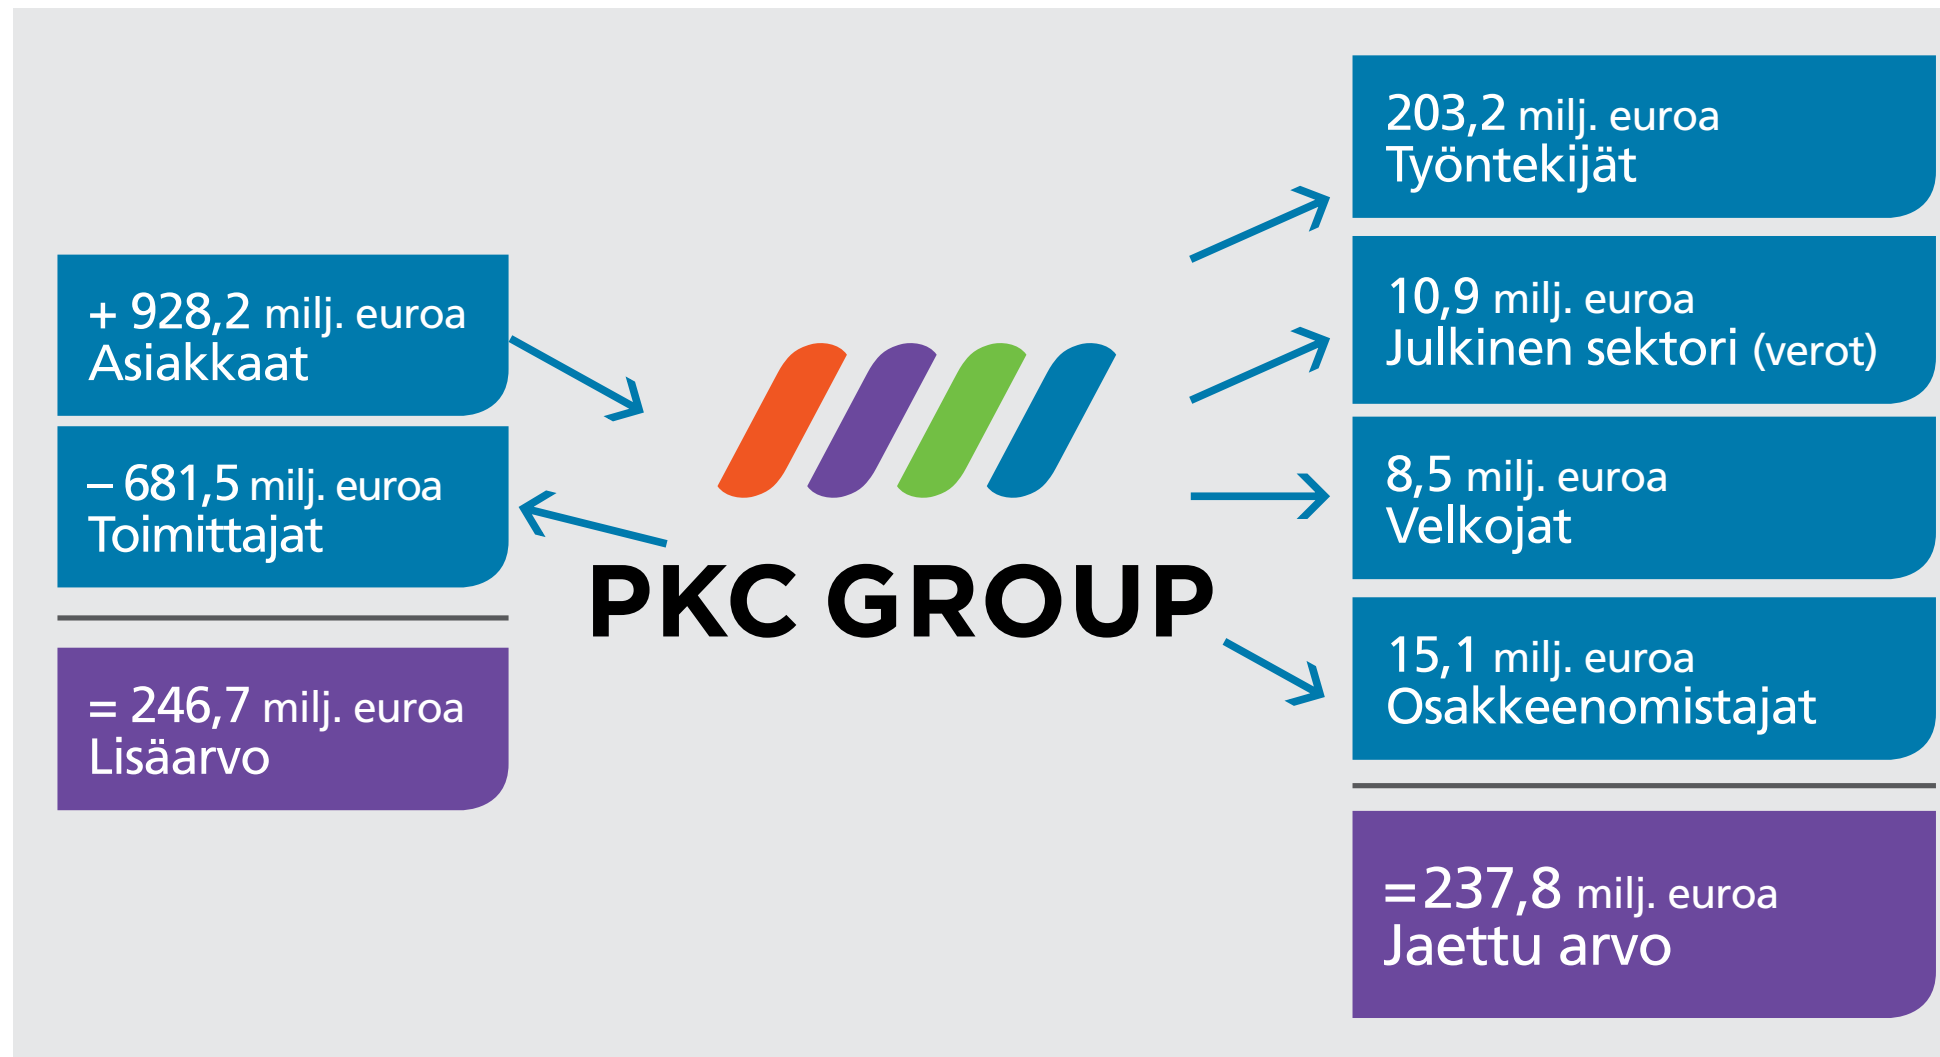 + 928,2 milj. euroa
Asiakkaat
– 681,5 milj. euroa
Toimittajat
= 246,7 milj. euroa
Lisäarvo
PKC GROUP
203,2 milj. euroa
Työntekijät
10,9 milj. euroa
Julkinen sektori (verot)
8,5 milj. euroa
Velkojat
15,1 milj. euroa
Osakkeenomistajat
=237,8 milj. euroa
Jaettu arvo